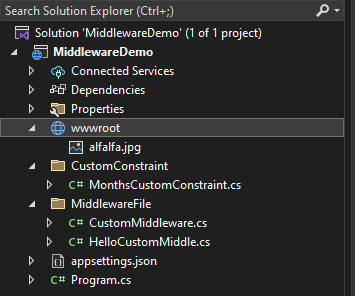 Search Solution Explorer (Ctrl+;)
Solution 'MiddlewareDemo' (1 of 1 project)
MiddlewareDemo
Connected Services
Dependencies
Properties
wwwroot
alfalfa.jpg
CustomConstraint
C# MonthsCustomConstraint.cs
MiddlewareFile
C# CustomMiddleware.cs
C# HelloCustomMiddle.cs
appsettings.json
C# Program.cs